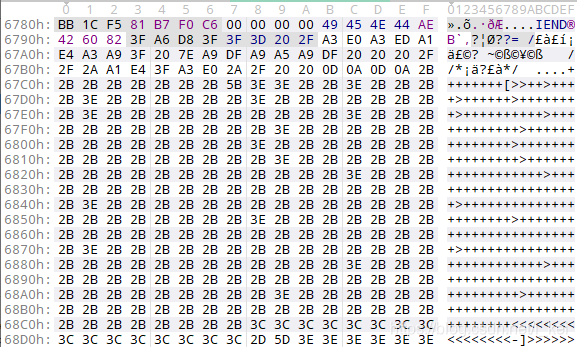 0 1 2 3 4 5 6 7 8 9 A B C D E F 0123456789ABCDEF
6780h: BB 1C F5 81 B7 F0 C6 00 00 00 00 49 45 4E 44 AE ».õ.·ðÆ....IEND®
6790h: 42 60 82 3F A6 D8 3F 3F 3D 20 2F A3 E0 A3 ED A1 B`‚?¦Ø??= /£à£í¡
67A0h: E4 A3 A9 3F 20 7E A9 DF A9 A5 A9 DF 20 20 20 2F ä£©? ~©ß©¥©ß   /
67B0h: 2F 2A A1 E4 3F A3 E0 2A 2F 20 20 0D 0A 0D 0A 2B /*¡ä?£à*/  ....+
67C0h: 2B 2B 2B 2B 2B 2B 2B 5B 3E 3E 2B 2B 3E 2B 2B 2B +++++++[>>++>+++
67D0h: 2B 3E 2B 2B 2B 2B 2B 2B 3E 2B 2B 2B 2B 2B 2B 2B +>++++++>+++++++
67E0h: 2B 3E 2B 2B 2B 2B 2B 2B 2B 2B 2B 2B 3E 2B 2B 2B +>++++++++++>+++
67F0h: 2B 2B 2B 2B 2B 2B 2B 2B 2B 3E 2B 2B 2B 2B 2B 2B +++++++++>++++++
6800h: 2B 2B 2B 2B 2B 2B 2B 2B 3E 2B 2B 2B 2B 2B 2B 2B ++++++++>+++++++
6810h: 2B 2B 2B 2B 2B 2B 2B 2B 2B 3E 2B 2B 2B 2B 2B 2B +++++++++>++++++
6820h: 2B 2B 2B 2B 2B 2B 2B 2B 2B 2B 2B 2B 3E 2B 2B 2B ++++++++++++>+++
6830h: 2B 2B 2B 2B 2B 2B 2B 2B 2B 2B 2B 2B 2B 2B 2B 2B ++++++++++++++++
6840h: 2B 3E 2B 2B 2B 2B 2B 2B 2B 2B 2B 2B 2B 2B 2B 2B +>++++++++++++++
6850h: 2B 2B 2B 2B 2B 2B 2B 2B 3E 2B 2B 2B 2B 2B 2B 2B ++++++++>+++++++
6860h: 2B 2B 2B 2B 2B 2B 2B 2B 2B 2B 2B 2B 2B 2B 2B 2B ++++++++++++++++
6870h: 2B 3E 2B 2B 2B 2B 2B 2B 2B 2B 2B 2B 2B 2B 2B 2B +>++++++++++++++
6880h: 2B 2B 2B 2B 2B 2B 2B 2B 2B 2B 2B 2B 3E 2B 2B 2B ++++++++++++>+++
6890h: 2B 2B 2B 2B 2B 2B 2B 2B 2B 2B 2B 2B 2B 2B 2B 2B ++++++++++++++++
68A0h: 2B 2B 2B 2B 2B 2B 2B 2B 2B 3E 2B 2B 2B 2B 2B 2B +++++++++>++++++
68B0h: 2B 2B 2B 2B 2B 2B 2B 2B 2B 2B 2B 2B 2B 2B 2B 2B ++++++++++++++++
68C0h: 2B 2B 2B 2B 2B 2B 2B 2B 3C 3C 3C 3C 3C 3C 3C 3C ++++++++<<<<<<<<
68D0h: 3C 3C 3C 3C 3C 3C 3C 3C 2D 5D 3E 3E 3E 3E 3E 3E <<<<<<<<-]>>>>>>